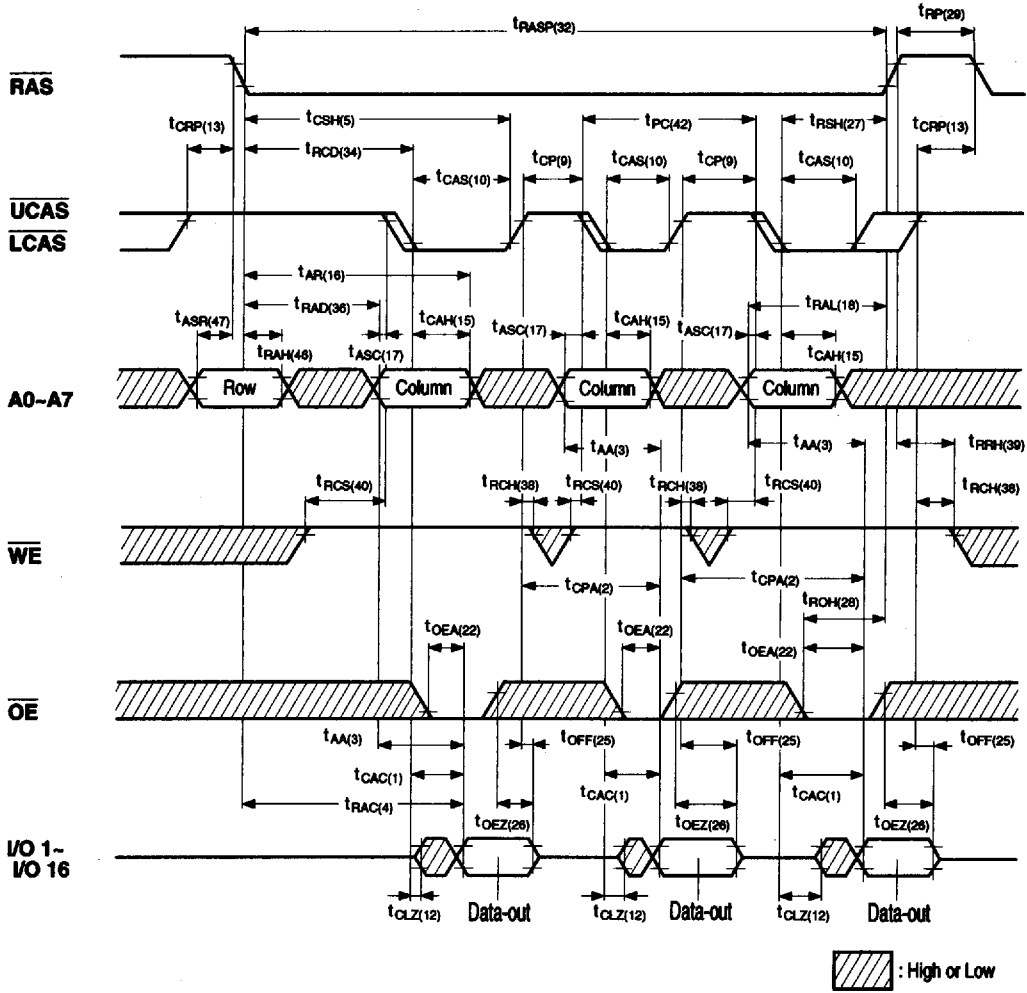 tRASP(32)
tRP(29)
RAS
tCRP(13)
tCSH(5)
tPC(42)
tRSH(27)
tCRP(13)
tRCD(34)
tCAS(10)
tCP(9)
tCAS(10)
tCP(9)
tCAS(10)
UCAS
LCAS
tAR(16)
tRAD(36)
tRAL(18)
tASR(47)
tRAH(46)
tASC(17)
tCAH(15)
tASC(17)
tCAH(15)
tASC(17)
tCAH(15)
A0~A7
Row
Column
Column
Column
tAA(3)
tAA(3)
tRRH(39)
tRCS(40)
tRCH(38)
tRCS(40)
tRCH(38)
tRCS(40)
tRCH(38)
WE
tCPA(2)
tCPA(2)
tROH(28)
tOEA(22)
tOEA(22)
tOEA(22)
OE
tAA(3)
tOFF(25)
tOFF(25)
tOFF(25)
tCAC(1)
tCAC(1)
tCAC(1)
tRAC(4)
tOEZ(26)
tOEZ(26)
tOEZ(26)
I/O 1~
I/O 16
tCLZ(12)
Data-out
tCLZ(12)
Data-out
tCLZ(12)
Data-out
: High or Low